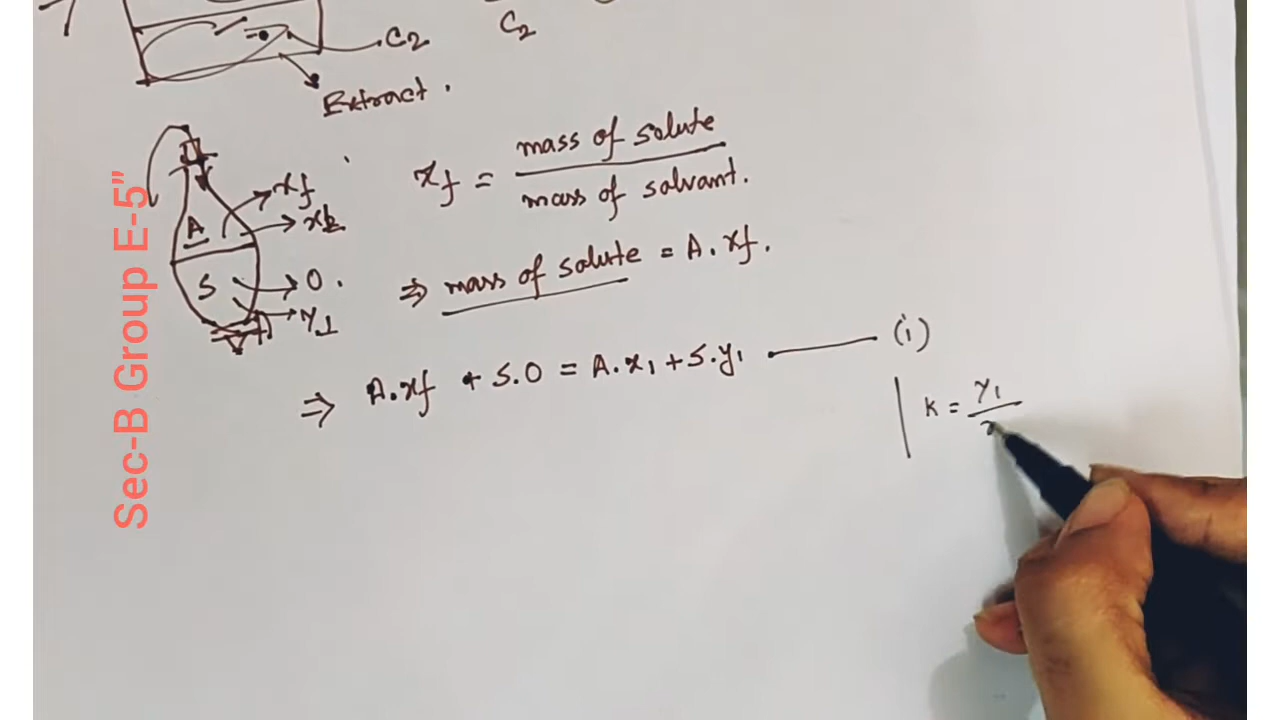 C2
C2
Extract.
xf
A
S
0.
Y1
xf = mass of solute / mass of solvant.
⇒ mass of solute = A.xf.
⇒ A.xf + S.0 = A.x1 + S.y1 (i)
K = Y1 /
Sec-B Group E-5"